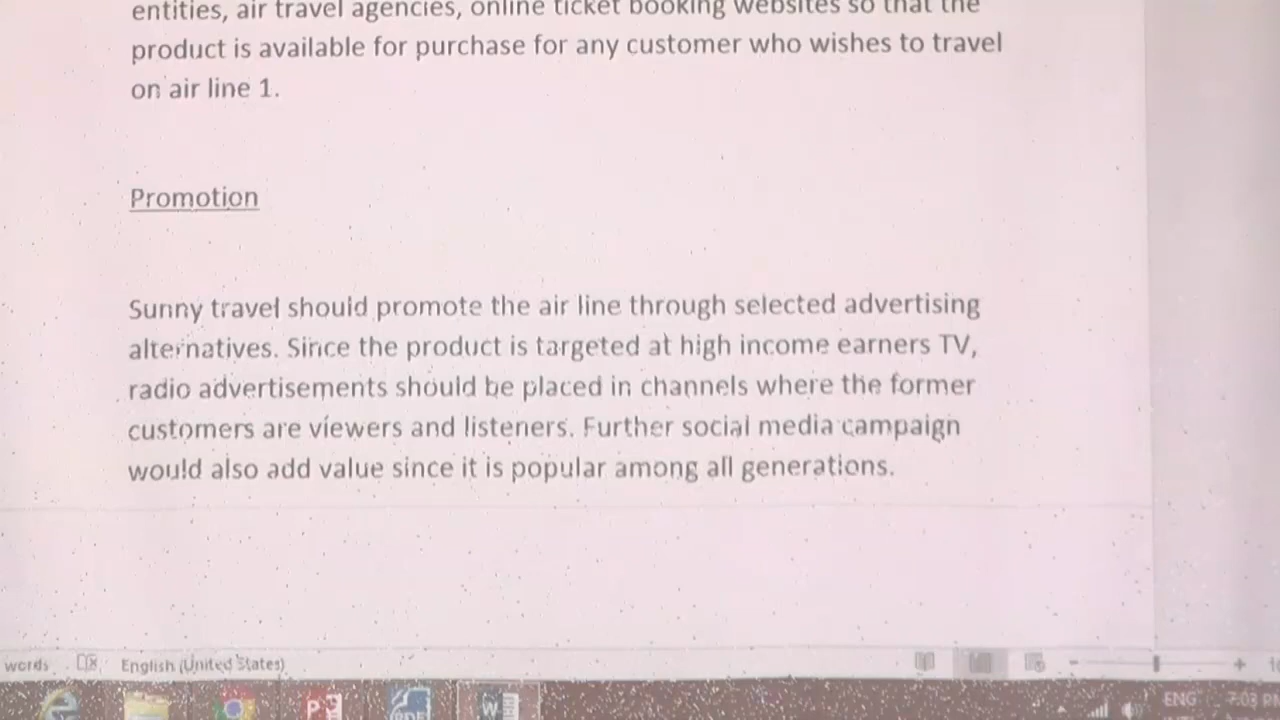 entities, air travel agencies, online ticket booking websites so that the
product is available for purchase for any customer who wishes to travel
on air line 1.
Promotion
Sunny travel should promote the air line through selected advertising
alternatives. Since the product is targeted at high income earners TV,
radio advertisements should be placed in channels where the former
customers are viewers and listeners. Further social media campaign
would also add value since it is popular among all generations.
words English (United States)
ENG 7:03